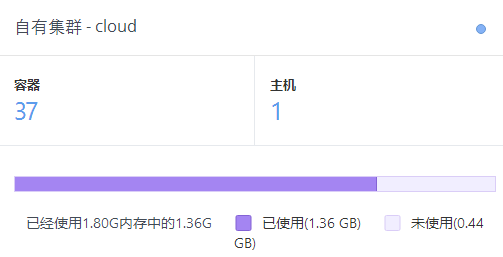 自有集群 - cloud
容器
主机
37
1
已经使用1.80G内存中的1.36G
已使用(1.36 GB)
未使用(0.44
GB)